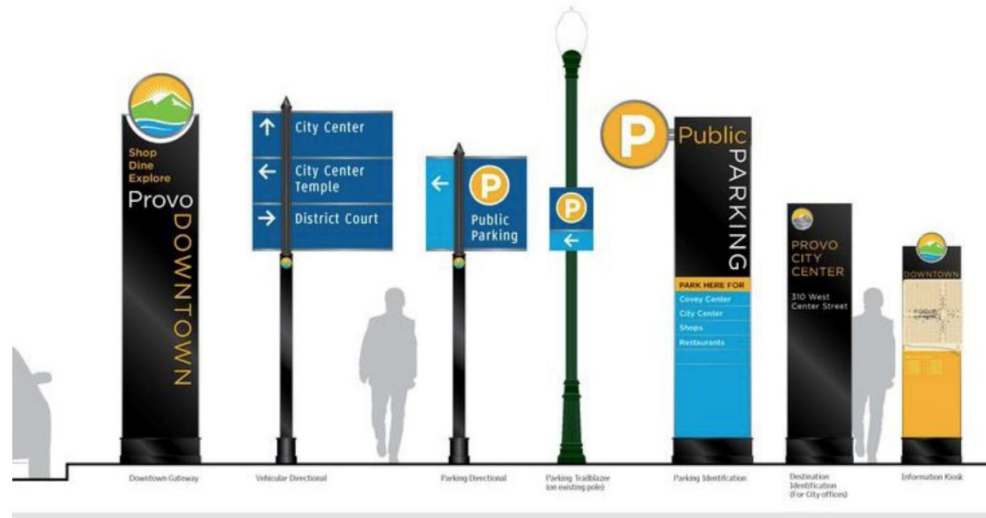 Shop
Dine
Explore
Provo
DOWNTOWN
City Center
City Center
Temple
District Court
P
Public
Parking
P
P
Public
PARKING
PARK HERE FOR
Covey Center
City Center
Shops
Restaurants
PROVO
CITY
CENTER
310 West
Center Street
DOWNTOWN
Downtown Gateway
Vehicular Directional
Parking Directional
Parking Trailblazer
(on existing pole)
Parking Identification
Destination
Identification
(For City offices)
Information Kiosk